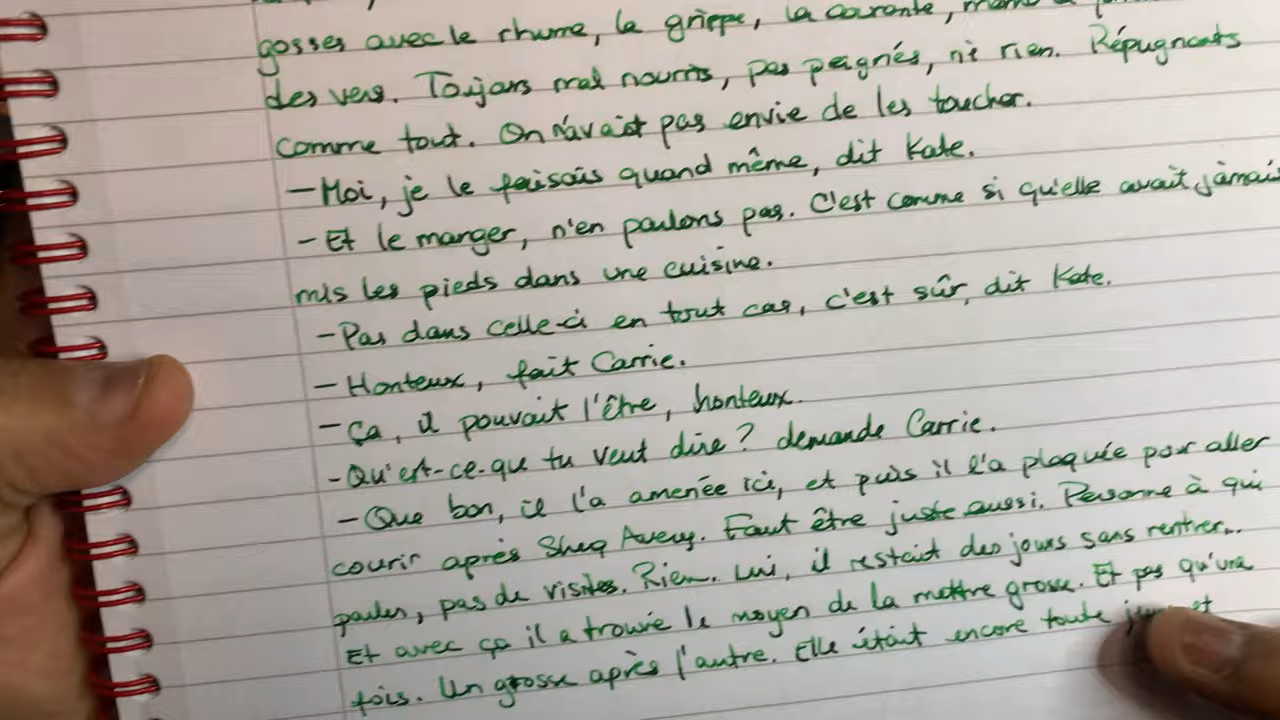 gosses avec le rhume, la grippe, la courante,
des vers. Toujors mal nourris, pas peignés, ni rien. Répugnants
comme tout. On n'avait pas envie de les toucher.
-Moi, je le faisais quand même, dit Kate.
-Et le manger, n'en parlons pas. C'est comme si qu'elle avait jamais
mis les pieds dans une cuisine.
-Pas dans celle-ci en tout cas, c'est sûr, dit Kate.
-Honteux, fait Carrie.
-Ça, il pouvait l'être, honteux.
-Qu'est-ce-que tu veut dire? demande Carrie.
-Que bon, il l'a amenée ici, et puis il l'a plaquée pour aller
courir après Sheq Avery. Faut être juste aussi. Personne à qui
parler, pas de visites. Rien. Lui, il restait des jours sans rentrer...
Et avec ça il a trouvé le moyen de la mettre grosse. Et pas qu'une
fois. Un grosse après l'autre. Elle était encore toute et